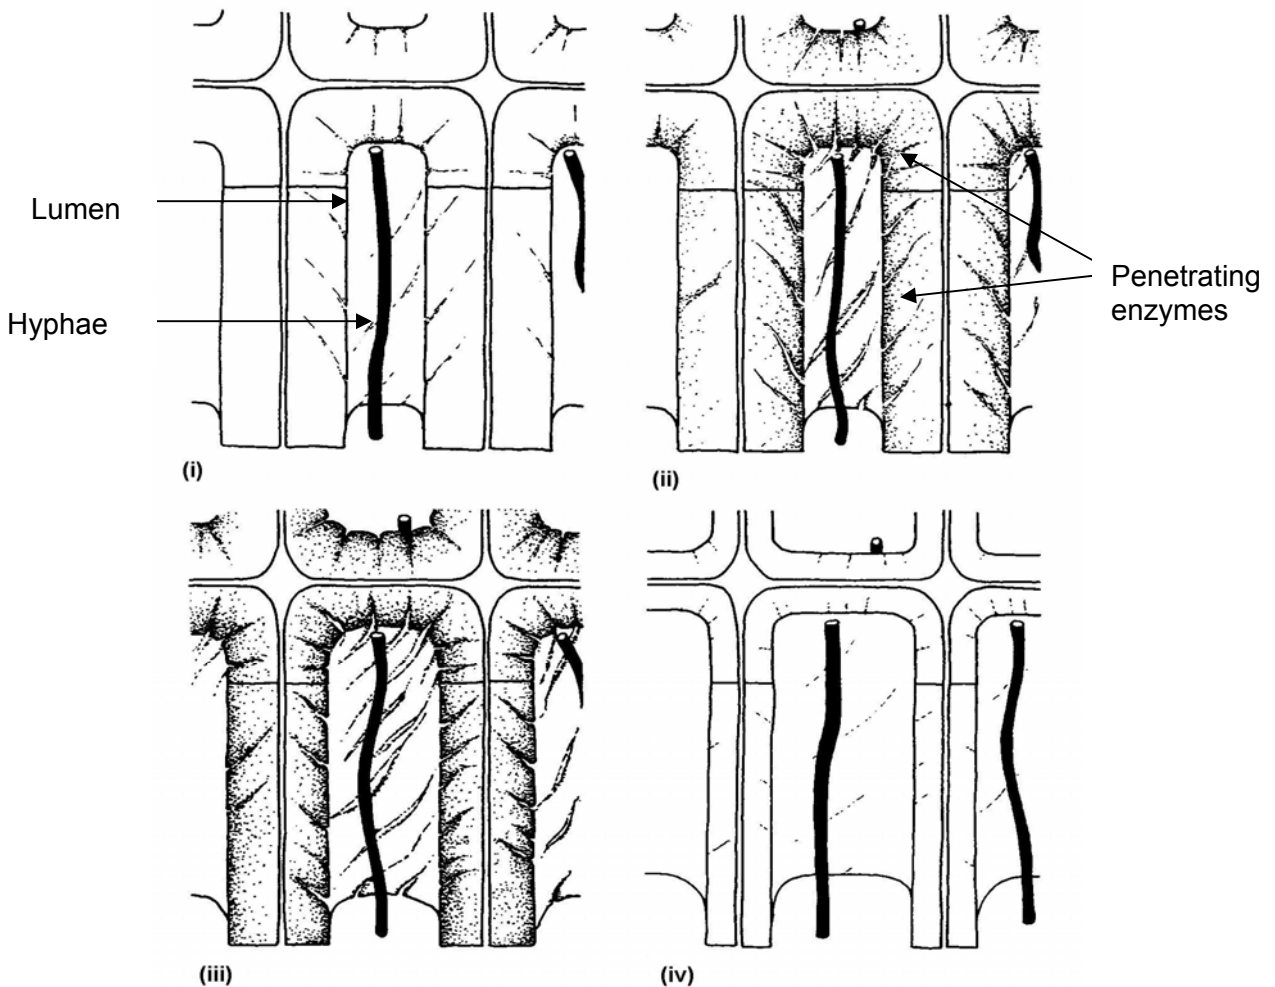 Lumen
Hyphae
Penetrating
enzymes
(i)
(ii)
(iii)
(iv)